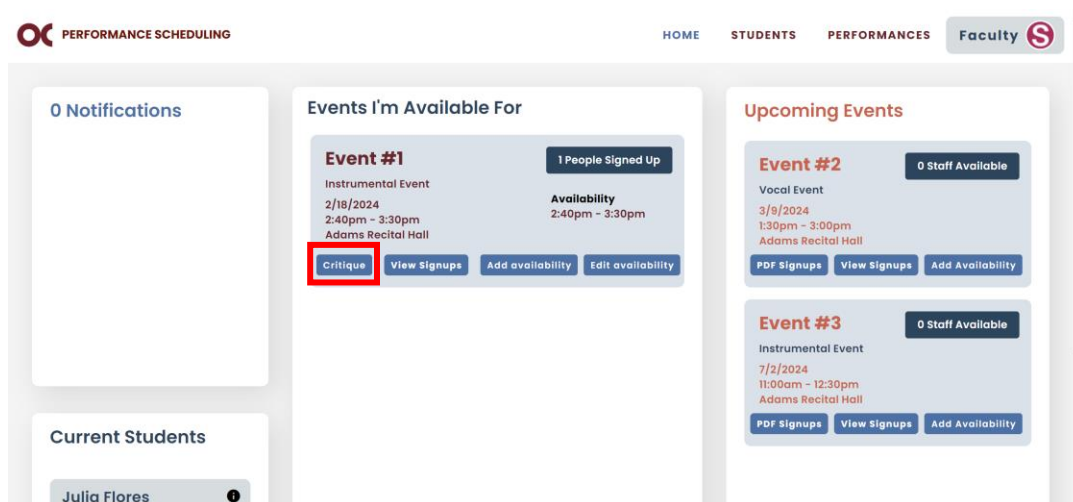 OC PERFORMANCE SCHEDULING
HOME
STUDENTS
PERFORMANCES
Faculty S
0 Notifications
Current Students
Julia Flores
Events I'm Available For
Event #1
1 People Signed Up
Instrumental Event
2/18/2024
2:40pm - 3:30pm
Adams Recital Hall
Availability
2:40pm - 3:30pm
Critique
View Signups
Add availability
Edit availability
Upcoming Events
Event #2
0 Staff Available
Vocal Event
3/9/2024
1:30pm - 3:00pm
Adams Recital Hall
PDF Signups
View Signups
Add Availability
Event #3
0 Staff Available
Instrumental Event
7/2/2024
11:00am - 12:30pm
Adams Recital Hall
PDF Signups
View Signups
Add Availability